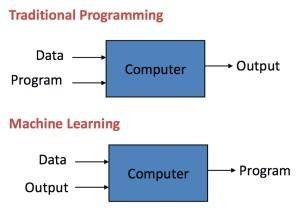 Traditional Programming
Data
Program
Computer
Output
Machine Learning
Data
Output
Computer
Program